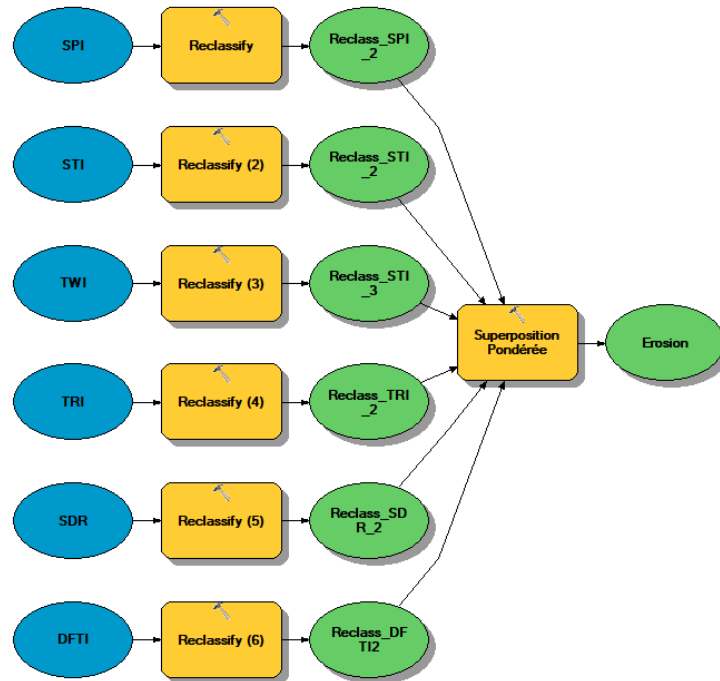 SPI
Reclassify
Reclass_SPI
_2
STI
Reclassify (2)
Reclass_STI
_2
TWI
Reclassify (3)
Reclass_STI
_3
Superposition
Pondérée
Erosion
TRI
Reclassify (4)
Reclass_TRI
_2
SDR
Reclassify (5)
Reclass_SD
R_2
DFTI
Reclassify (6)
Reclass_DF
TI2